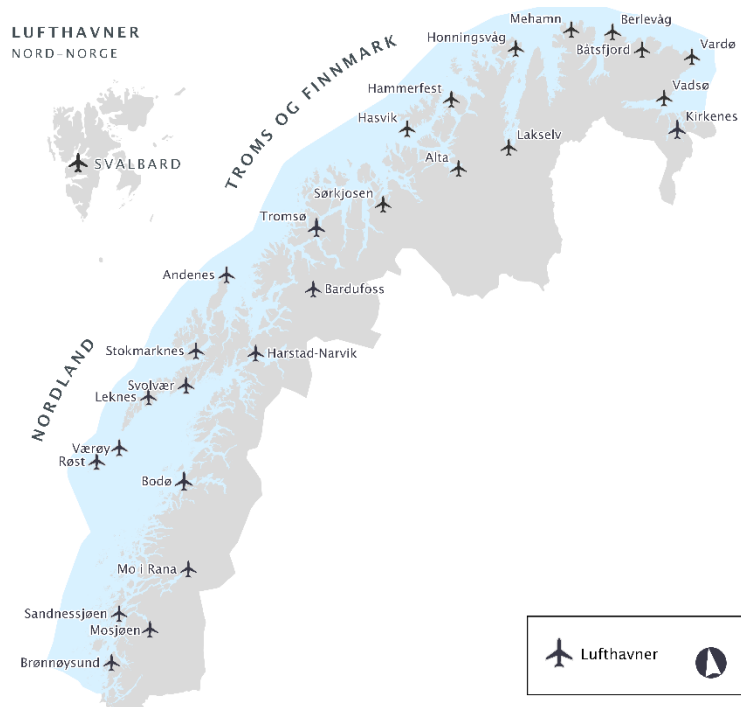 LUFTHAVNER
NORD-NORGE
SVALBARD
TROMS OG FINNMARK
NORDLAND
Mehamn
Berlevåg
Honningsvåg
Båtsfjord
Vardø
Hammerfest
Vadsø
Hasvik
Kirkenes
Lakselv
Alta
Sørkjosen
Tromsø
Andenes
Bardufoss
Stokmarknes
Harstad-Narvik
Svolvær
Leknes
Værøy
Røst
Bodø
Mo i Rana
Sandnessjøen
Mosjøen
Brønnøysund
Lufthavner